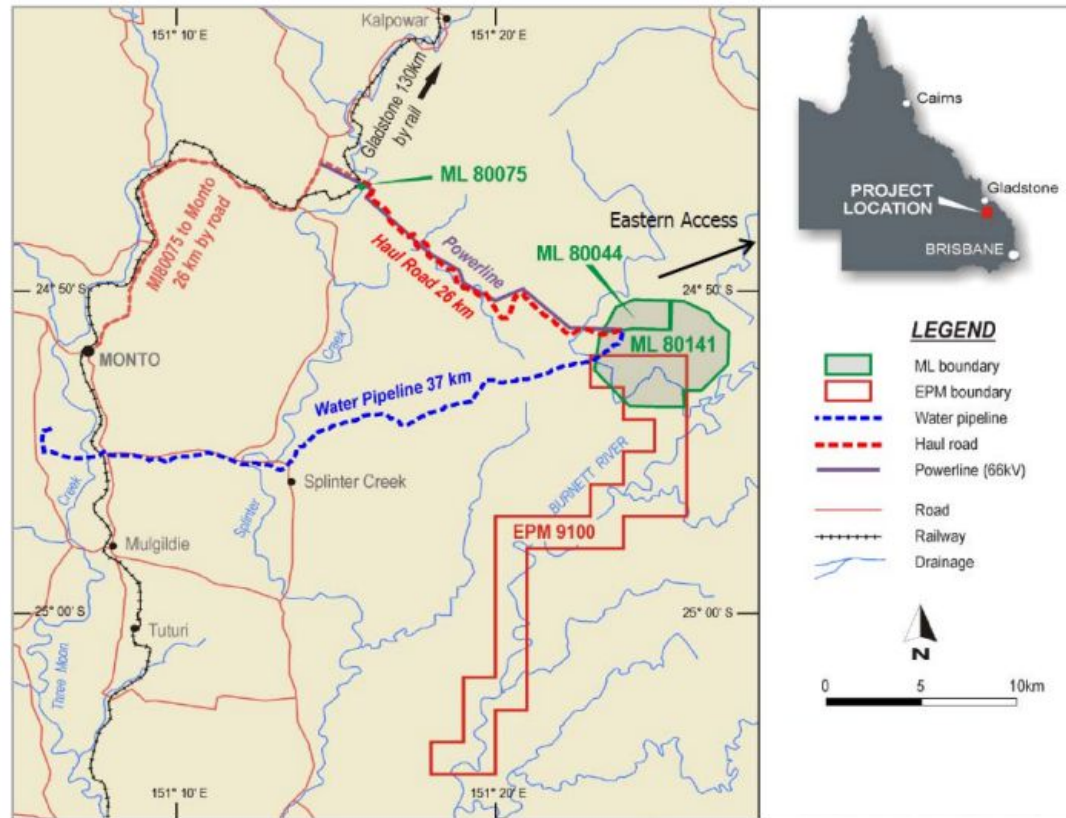 Kalpowar
151° 10' E
151° 20' E
Gladstone 130km
by rail
ML 80075
Eastern Access
Ml80075 to Monto
26 km by road
Powerline
Haul Road 26 km
ML 80044
24° 50' S
24° 50' S
ML 80141
MONTO
Creek
Water Pipeline 37 km
Splinter Creek
Creek
Splinter
BURNETT RIVER
EPM 9100
Mulgildie
25° 00' S
25° 00' S
Tuturi
Three Moon
151° 10' E
151° 20' E
Cairns
Gladstone
PROJECT
LOCATION
BRISBANE
LEGEND
ML boundary
EPM boundary
Water pipeline
Haul road
Powerline (66kV)
Road
Railway
Drainage
N
0 5 10km